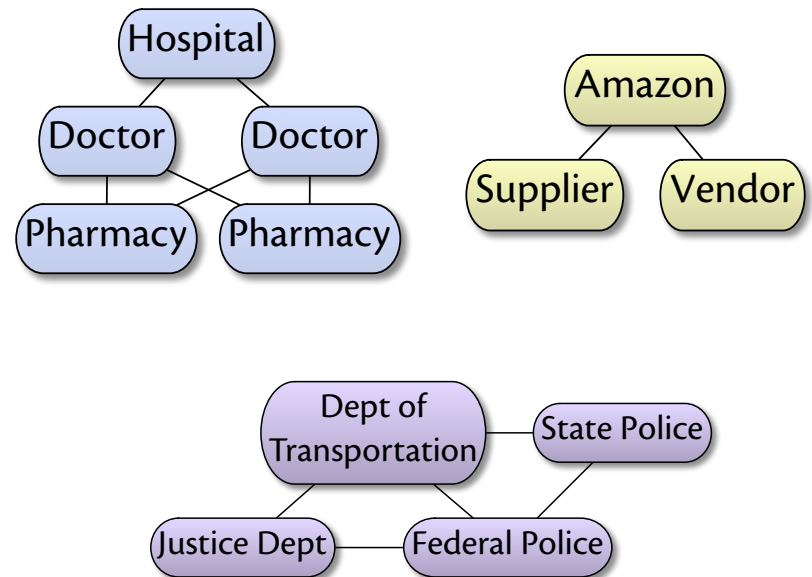 Hospital
Doctor
Doctor
Pharmacy
Pharmacy
Amazon
Supplier
Vendor
Dept of
Transportation
State Police
Justice Dept
Federal Police